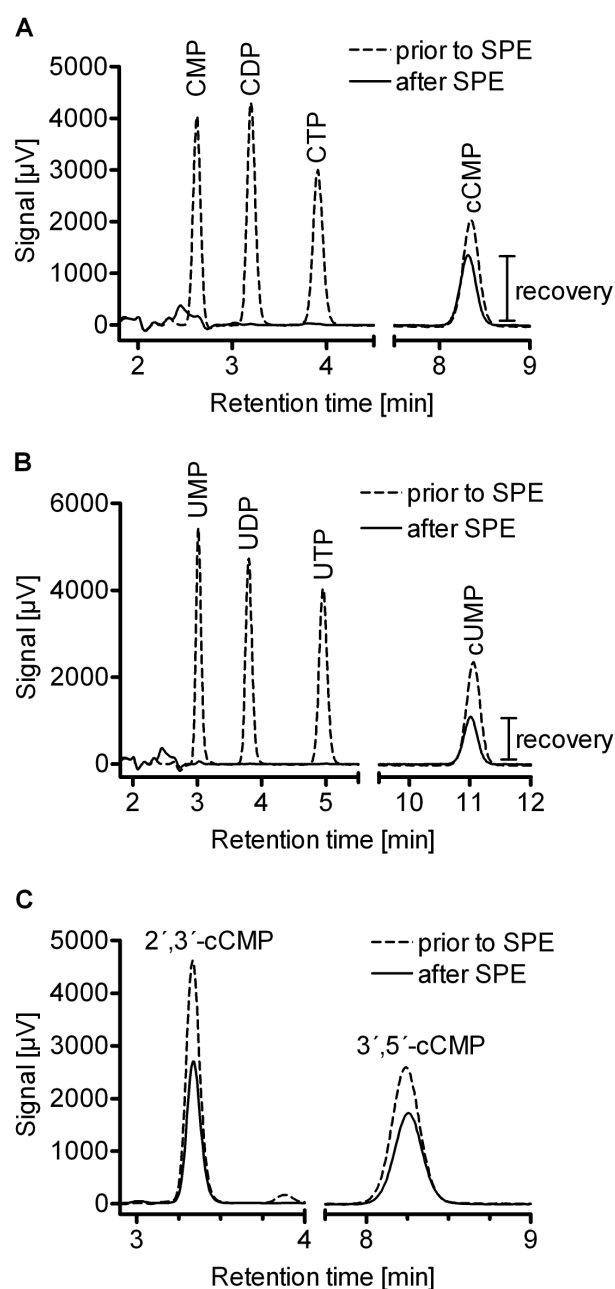 A
prior to SPE
after SPE
CMP
CDP
CTP
cCMP
recovery
Signal [µV]
5000
4000
3000
2000
1000
0
2 3 4 8 9
Retention time [min]
B
prior to SPE
after SPE
UMP
UDP
UTP
cUMP
recovery
Signal [µV]
6000
4000
2000
0
2 3 4 5 10 11 12
Retention time [min]
C
prior to SPE
after SPE
2´,3´-cCMP
3´,5´-cCMP
Signal [µV]
5000
4000
3000
2000
1000
0
3 4 8 9
Retention time [min]